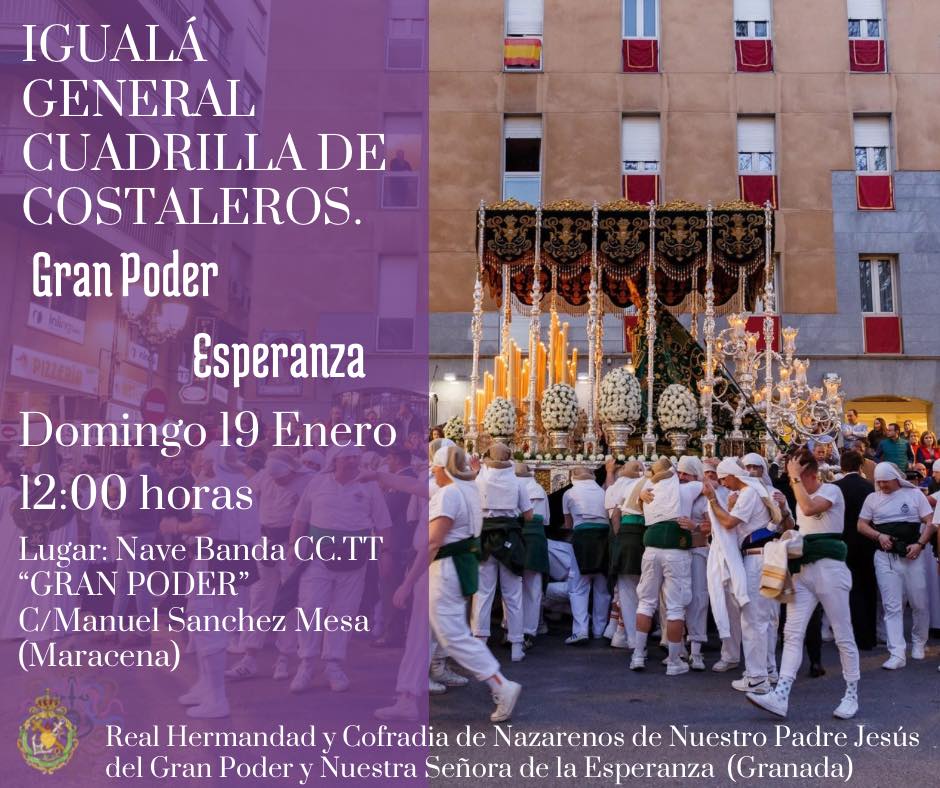 IGUALÁ
GENERAL
CUADRILLA DE
COSTALEROS.
Gran Poder
Esperanza
Domingo 19 Enero
12:00 horas
Lugar: Nave Banda CC.TT
“GRAN PODER”
C/Manuel Sanchez Mesa
(Maracena)
PIZZERIA
Real Hermandad y Cofradia de Nazarenos de Nuestro Padre Jesús
del Gran Poder y Nuestra Señora de la Esperanza (Granada)